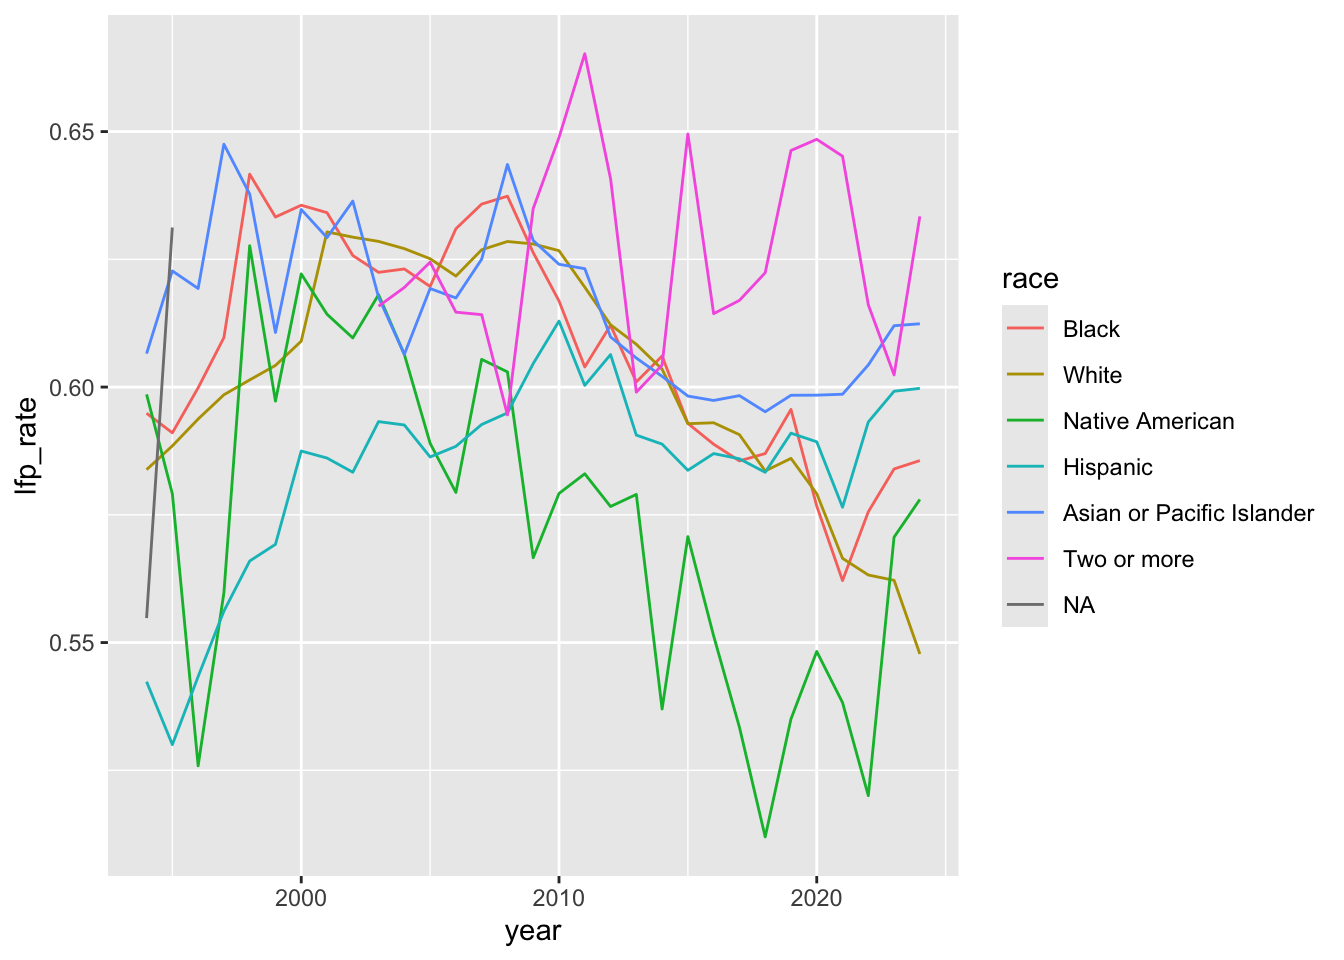 0.65
0.60
0.55
lfp_rate
2000
2010
2020
year
race
Black
White
Native American
Hispanic
Asian or Pacific Islander
Two or more
NA